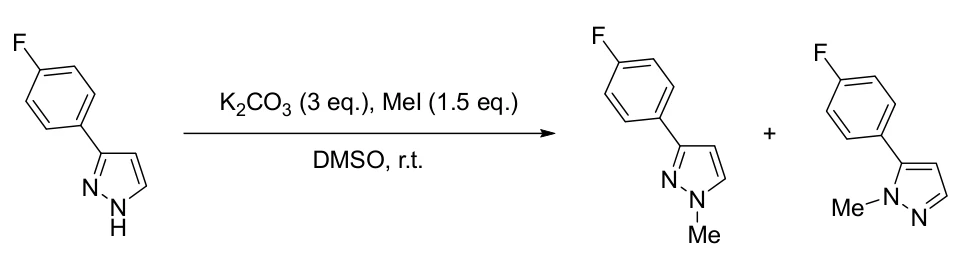 F
N
N
H
K₂CO₃ (3 eq.), MeI (1.5 eq.)
DMSO, r.t.
F
N
N
Me
+
F
Me
N
N